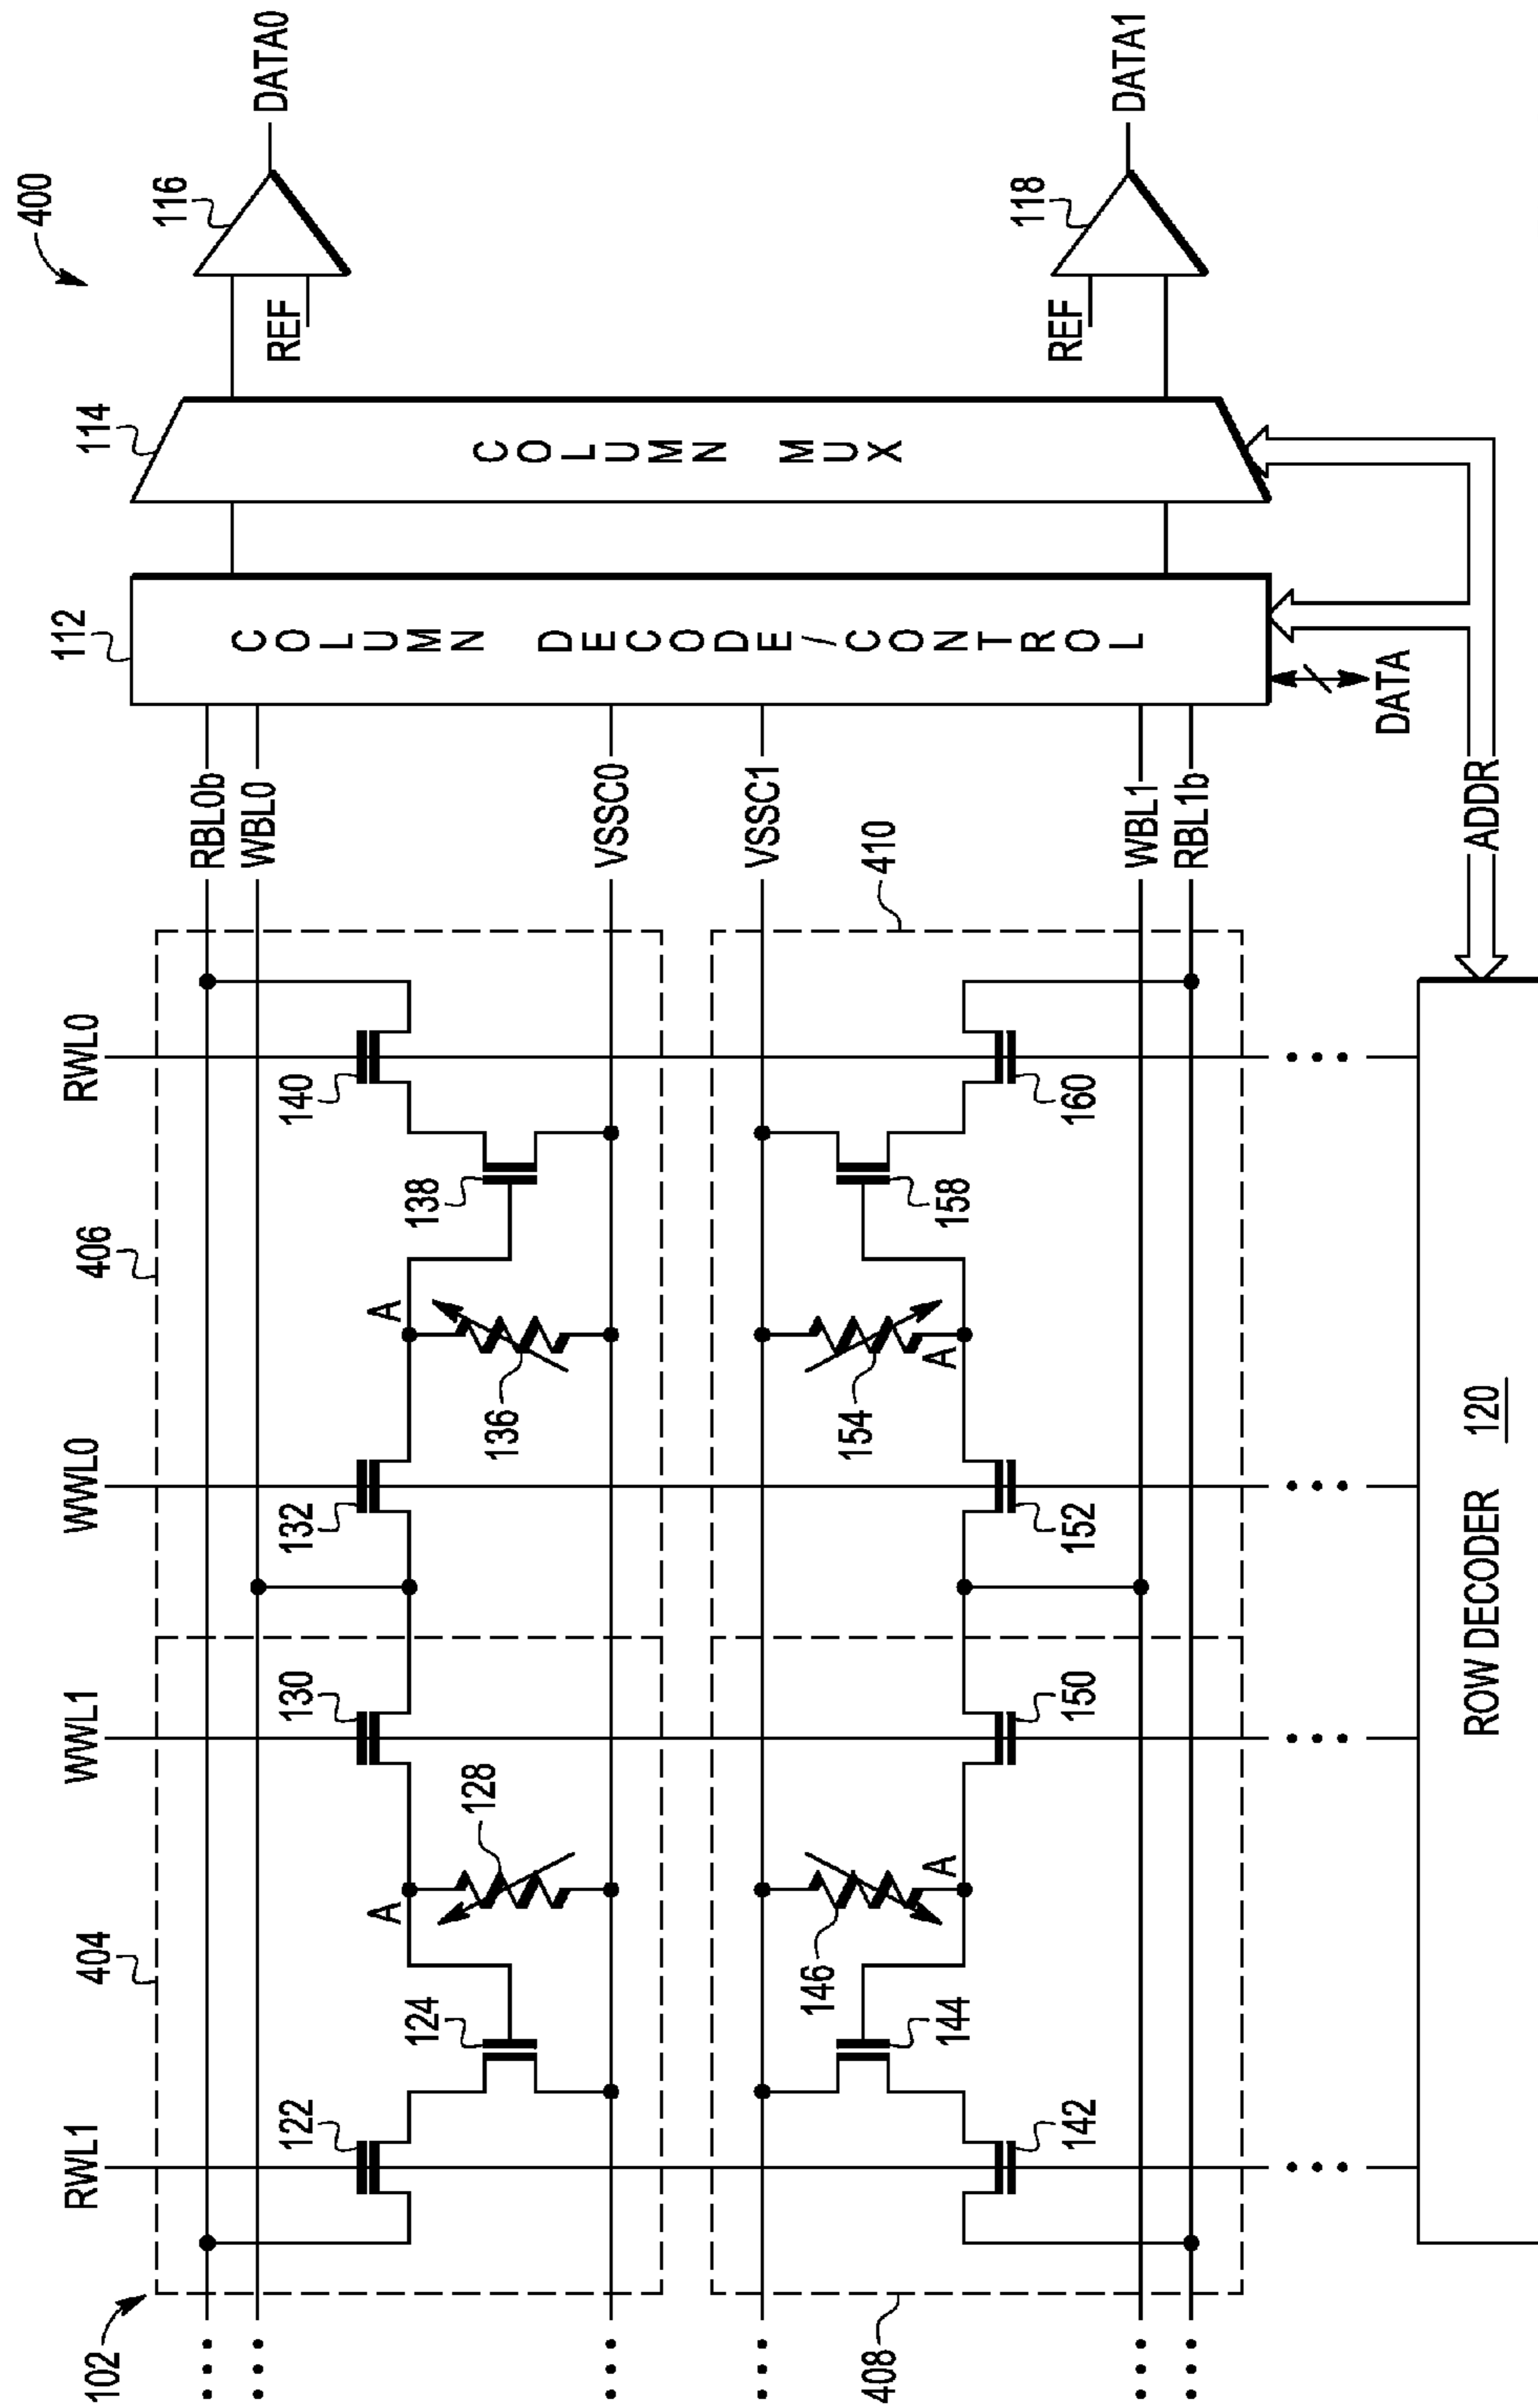 400
102
404
406
RWL1
WWL1
WWL0
RWL0
122
124
A
128
130
132
136
A
138
140
RBL0b
WBL0
VSSC0
VSSC1
WBL1
RBL1b
112
COLUMN DECODE/CONTROL
114
COLUMN MUX
116
REF
DATA0
118
REF
DATA1
408
410
142
144
146
A
150
152
154
A
158
160
DATA
ADDR
ROW DECODER 120